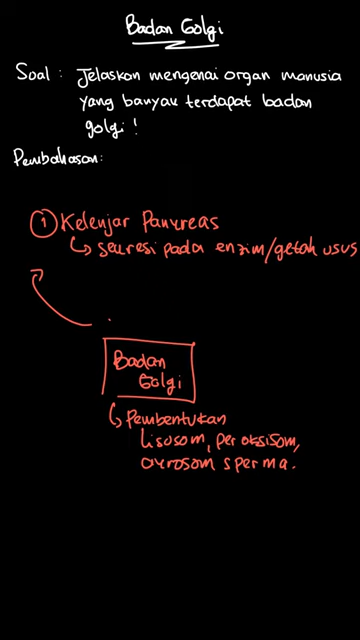 Badan Golgi
Soal : Jelaskan mengenai organ manusia
yang banyak terdapat badan
golgi !
Pembahasan:
① Kelenjar Pancreas
↳ sekresi pada enzim/getah usus
Badan
Golgi
↳ Pembentukan
Lisosom, peroksisom,
akrosom sperma.